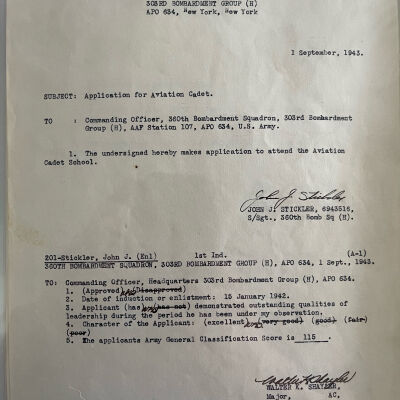 303RD BOMBARDMENT GROUP (H)
APO 634, New York, New York
1 September, 1943.
SUBJECT: Application for Aviation Cadet.
TO : Commanding Officer, 360th Bombardment Squadron, 303rd Bombardment
Group (H), AAF Station 107, APO 634, U.S. Army.
1. The undersigned hereby makes application to attend the Aviation
Cadet School.
John J. Stickler
JOHN J. STICKLER, 6943516,
S/Sgt., 360th Bomb Sq (H).
201-Stickler, John J. (Enl) 1st Ind. (A-1)
360TH BOMBARDMENT SQUADRON, 303RD BOMBARDMENT GROUP (H), APO 634, 1 Sept., 1943.
TO: Commanding Officer, Headquarters 303rd Bombardment Group (H), APO 634.
1. (Approved) (Disapproved)
2. Date of induction or enlistment: 15 January 1942.
3. Applicant (has) (has not) demonstrated outstanding qualities of
leadership during the period he has been under my observation.
4. Character of the Applicant: (excellent) (very good) (good) (fair)
(poor)
5. The applicants Army General Classification Score is 115 .
Walter K Shayler
WALTER K. SHAYLER,
Major, AC,